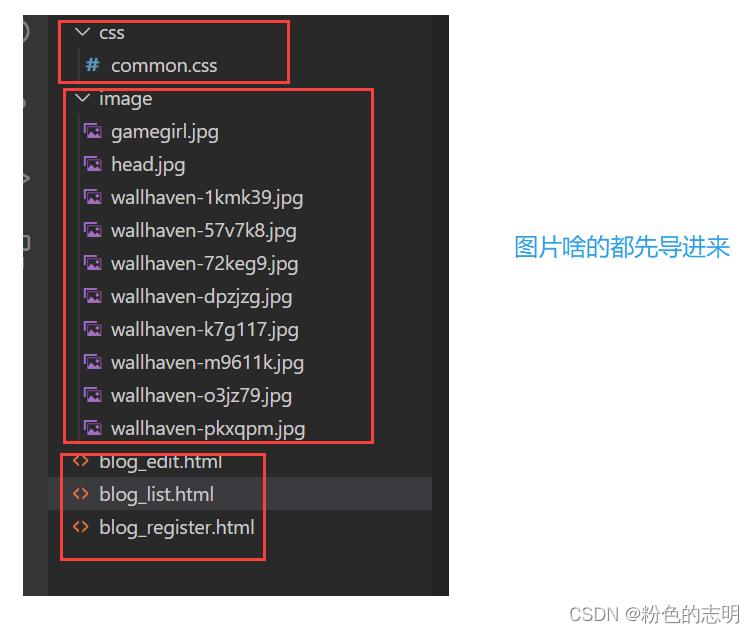 css
# common.css
image
gamegirl.jpg
head.jpg
wallhaven-1kmk39.jpg
wallhaven-57v7k8.jpg
wallhaven-72keg9.jpg
wallhaven-dpzjzg.jpg
wallhaven-k7g117.jpg
wallhaven-m9611k.jpg
wallhaven-o3jz79.jpg
wallhaven-pkxqpm.jpg
<> blog_edit.html
<> blog_list.html
<> blog_register.html
图片啥的都先导进来
CSDN @粉色的志明